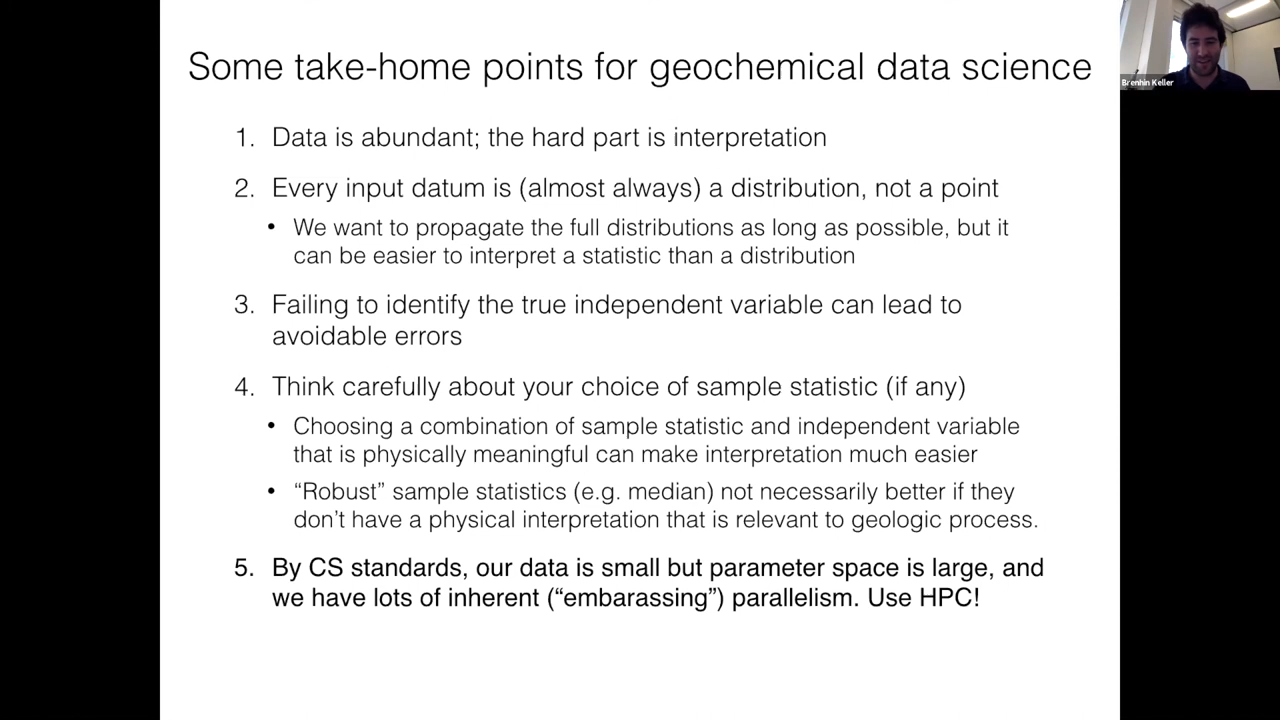 Some take-home points for geochemical data science
Brenhin Keller
1. Data is abundant; the hard part is interpretation
2. Every input datum is (almost always) a distribution, not a point
• We want to propagate the full distributions as long as possible, but it
can be easier to interpret a statistic than a distribution
3. Failing to identify the true independent variable can lead to
avoidable errors
4. Think carefully about your choice of sample statistic (if any)
• Choosing a combination of sample statistic and independent variable
that is physically meaningful can make interpretation much easier
• “Robust” sample statistics (e.g. median) not necessarily better if they
don’t have a physical interpretation that is relevant to geologic process.
5. By CS standards, our data is small but parameter space is large, and
we have lots of inherent (“embarassing”) parallelism. Use HPC!